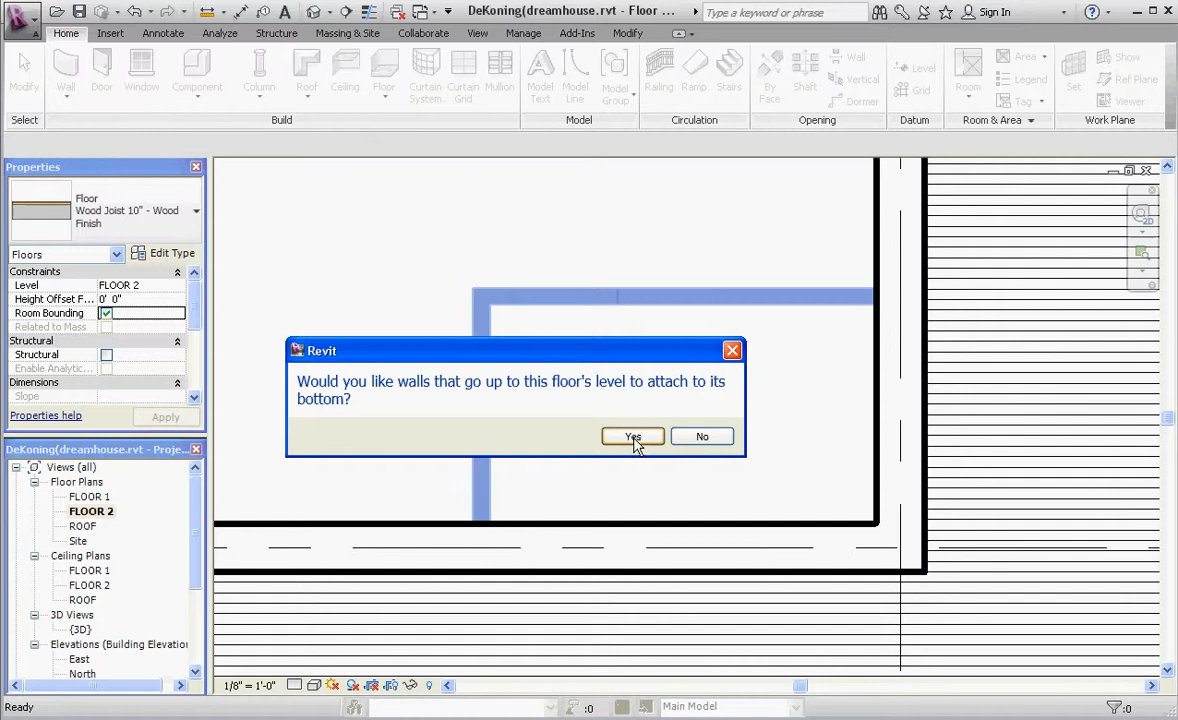 DeKoning(dreamhouse.rvt - Floor ...
Type a keyword or phrase
Sign In
Home
Insert
Annotate
Analyze
Structure
Massing & Site
Collaborate
View
Manage
Add-Ins
Modify
Modify
Wall
Door
Window
Component
Column
Roof
Ceiling
Floor
Curtain System
Curtain Grid
Mullion
Model Text
Model Line
Model Group
Railing
Ramp
Stairs
By Face
Shaft
Wall
Vertical
Dormer
Level
Grid
Room
Area
Legend
Tag
Set
Show
Ref Plane
Viewer
Select
Build
Model
Circulation
Opening
Datum
Room & Area
Work Plane
Properties
Floor
Wood Joist 10" - Wood
Finish
Floors
Edit Type
Constraints
Level FLOOR 2
Height Offset F... 0' 0"
Room Bounding
Related to Mass
Structural
Structural
Enable Analytic...
Dimensions
Slope
Properties help
Apply
DeKoning(dreamhouse.rvt - Proje...
Views (all)
Floor Plans
FLOOR 1
FLOOR 2
ROOF
Site
Ceiling Plans
FLOOR 1
FLOOR 2
ROOF
3D Views
{3D}
Elevations (Building Elevation
East
North
Revit
Would you like walls that go up to this floor's level to attach to its
bottom?
Yes
No
2D
1/8" = 1'-0"
Ready
:0
Main Model
:0